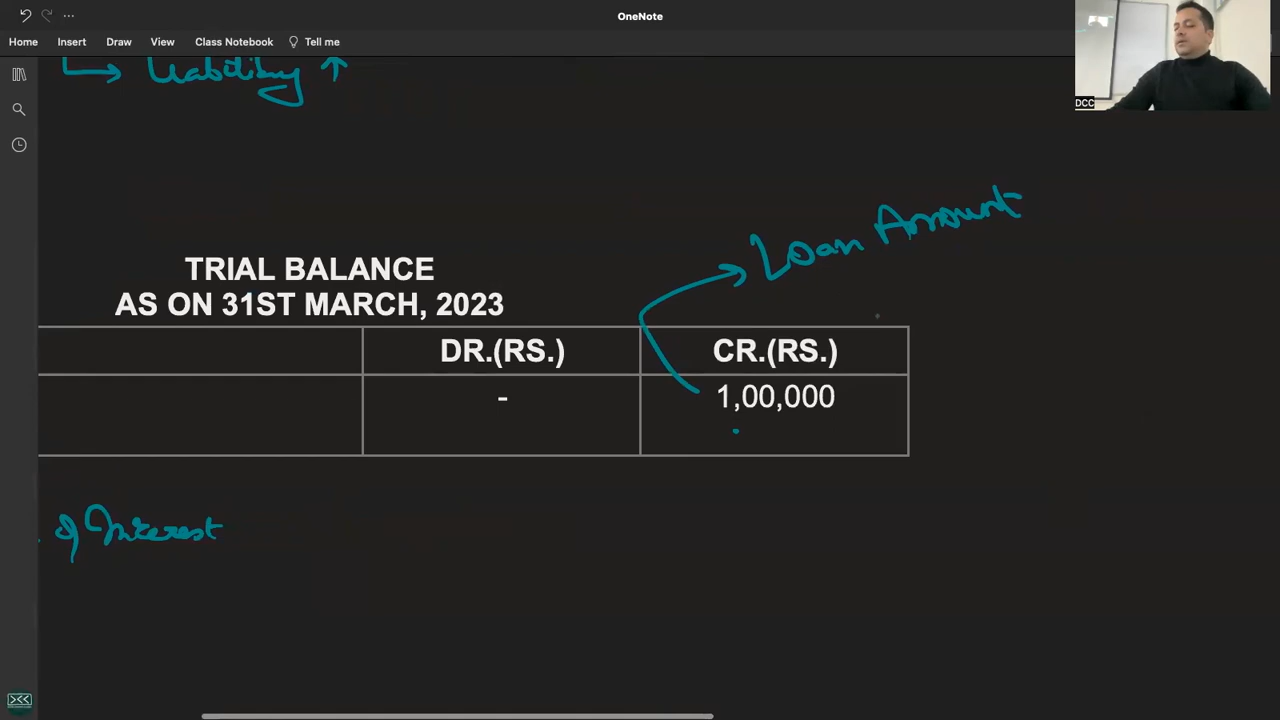 OneNote
Home Insert Draw View Class Notebook Tell me
DCC
Liability ↑
Loan Amount
TRIAL BALANCE
AS ON 31ST MARCH, 2023
DR.(RS.) CR.(RS.)
- 1,00,000
of Interest